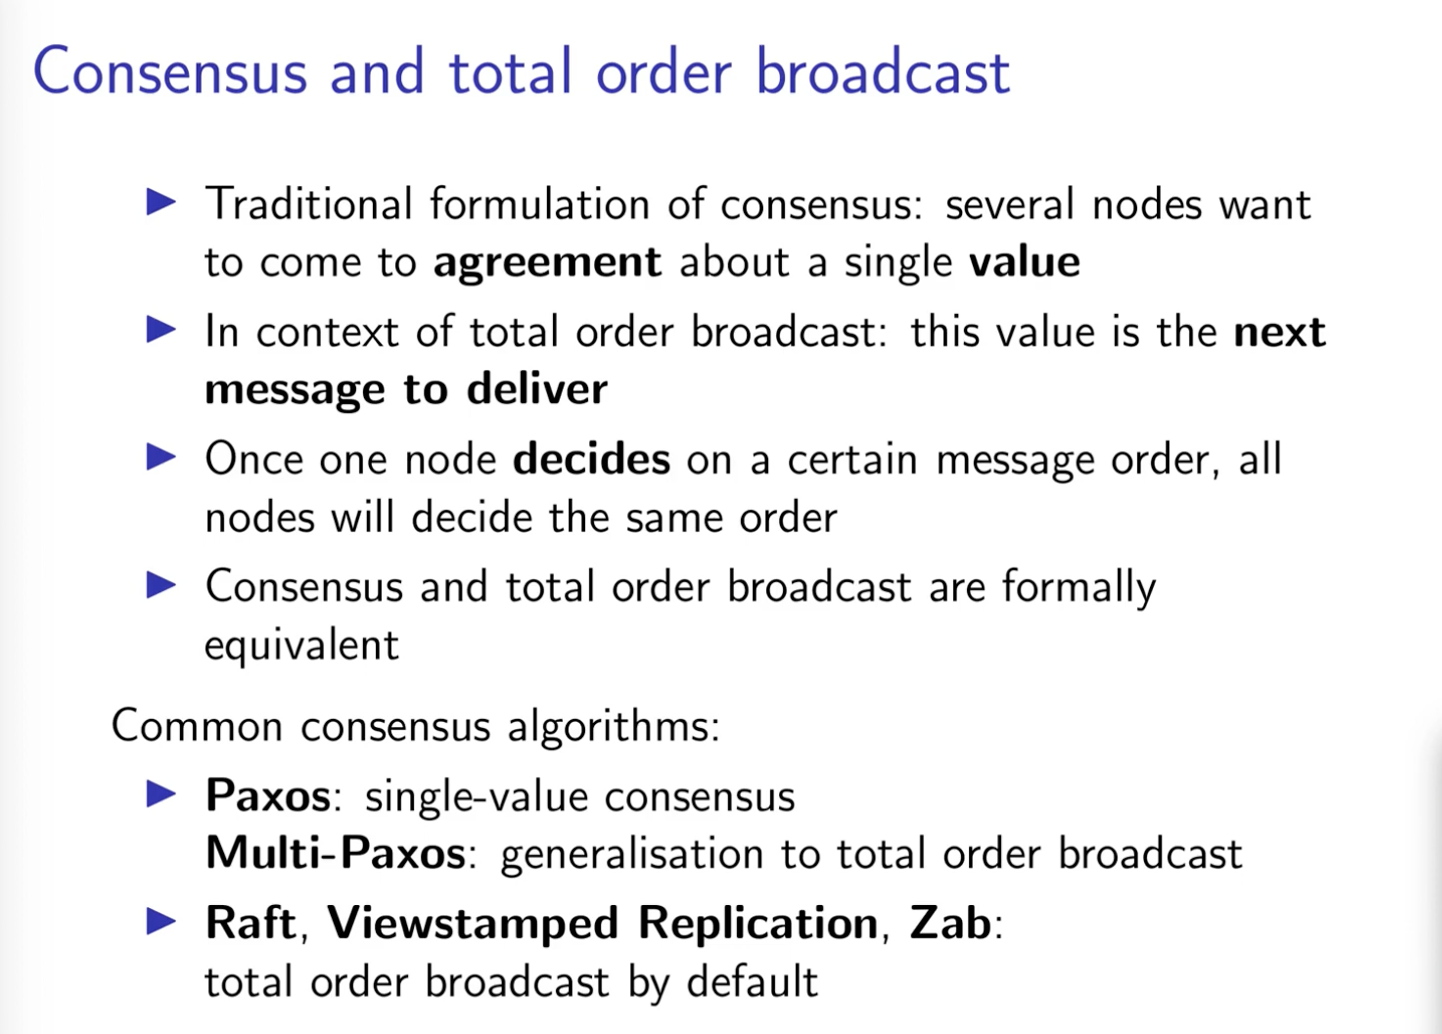 Consensus and total order broadcast
▶ Traditional formulation of consensus: several nodes want
to come to agreement about a single value
▶ In context of total order broadcast: this value is the next
message to deliver
▶ Once one node decides on a certain message order, all
nodes will decide the same order
▶ Consensus and total order broadcast are formally
equivalent
Common consensus algorithms:
▶ Paxos: single-value consensus
Multi-Paxos: generalisation to total order broadcast
▶ Raft, Viewstamped Replication, Zab:
total order broadcast by default